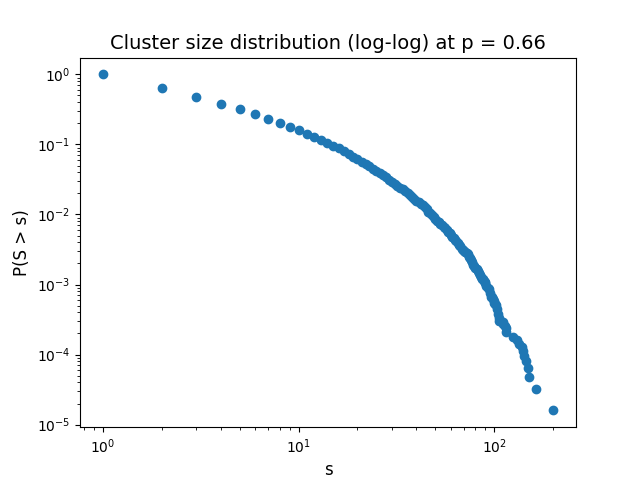 Cluster size distribution (log-log) at p = 0.66
10⁰
10⁻¹
10⁻²
10⁻³
10⁻⁴
10⁻⁵
P(S > s)
10⁰ 10¹ 10²
s